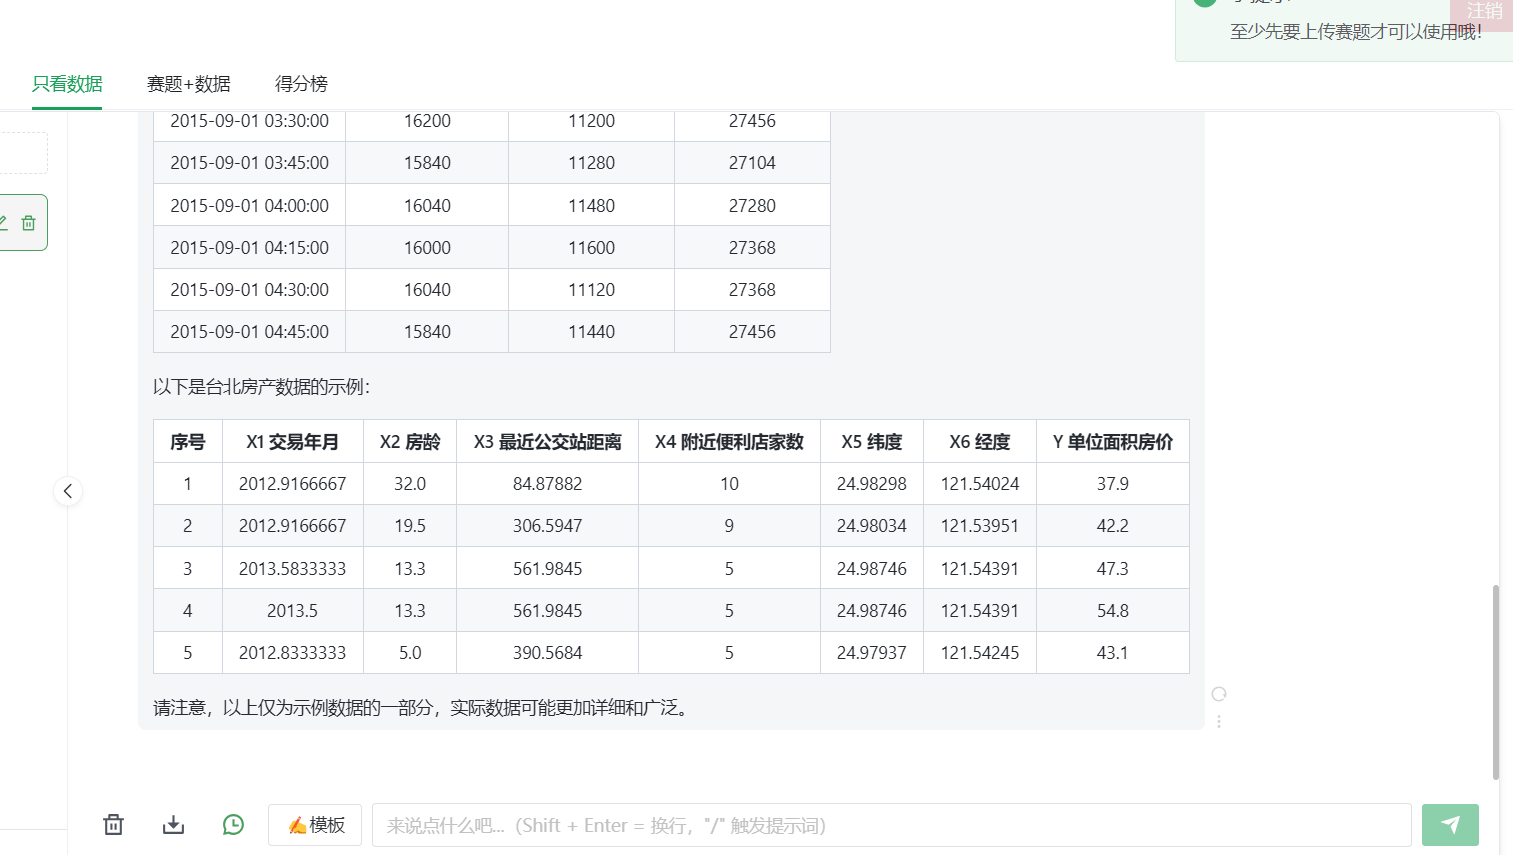 注销
至少先要上传赛题才可以使用哦!
只看数据 赛题+数据 得分榜
2015-09-01 03:30:00 16200 11200 27456
2015-09-01 03:45:00 15840 11280 27104
2015-09-01 04:00:00 16040 11480 27280
2015-09-01 04:15:00 16000 11600 27368
2015-09-01 04:30:00 16040 11120 27368
2015-09-01 04:45:00 15840 11440 27456
以下是台北房产数据的示例：
序号 X1 交易年月 X2 房龄 X3 最近公交站距离 X4 附近便利店家数 X5 纬度 X6 经度 Y 单位面积房价
1 2012.9166667 32.0 84.87882 10 24.98298 121.54024 37.9
2 2012.9166667 19.5 306.5947 9 24.98034 121.53951 42.2
3 2013.5833333 13.3 561.9845 5 24.98746 121.54391 47.3
4 2013.5 13.3 561.9845 5 24.98746 121.54391 54.8
5 2012.8333333 5.0 390.5684 5 24.97937 121.54245 43.1
请注意，以上仅为示例数据的一部分，实际数据可能更加详细和广泛。
模板 来说点什么吧...（Shift + Enter = 换行，"/" 触发提示词）